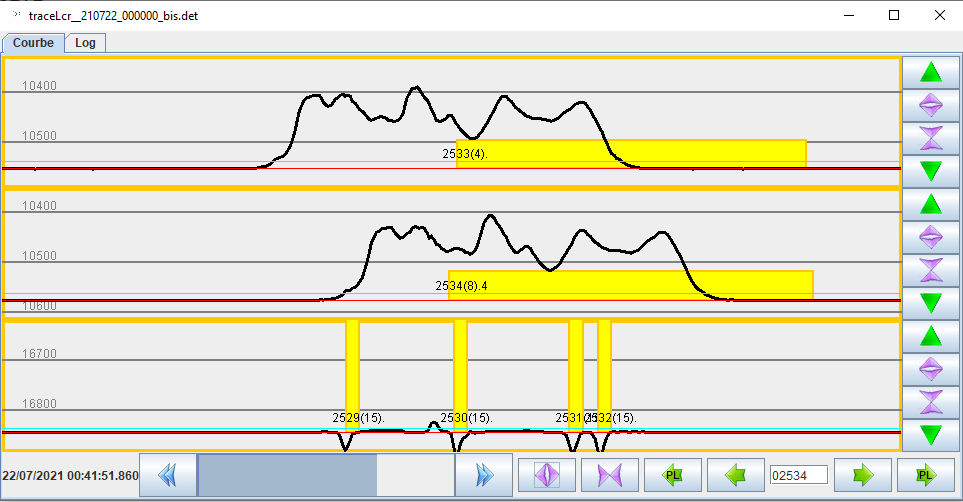 traceLcr__210722_000000_bis.det
Courbe Log
10400
10500
2533(4).
10400
10500
2534(8).4
10600
16700
16800
2529(15). 2530(15). 2531( 2532(15).
22/07/2021 00:41:51.860 PL 02534 PL